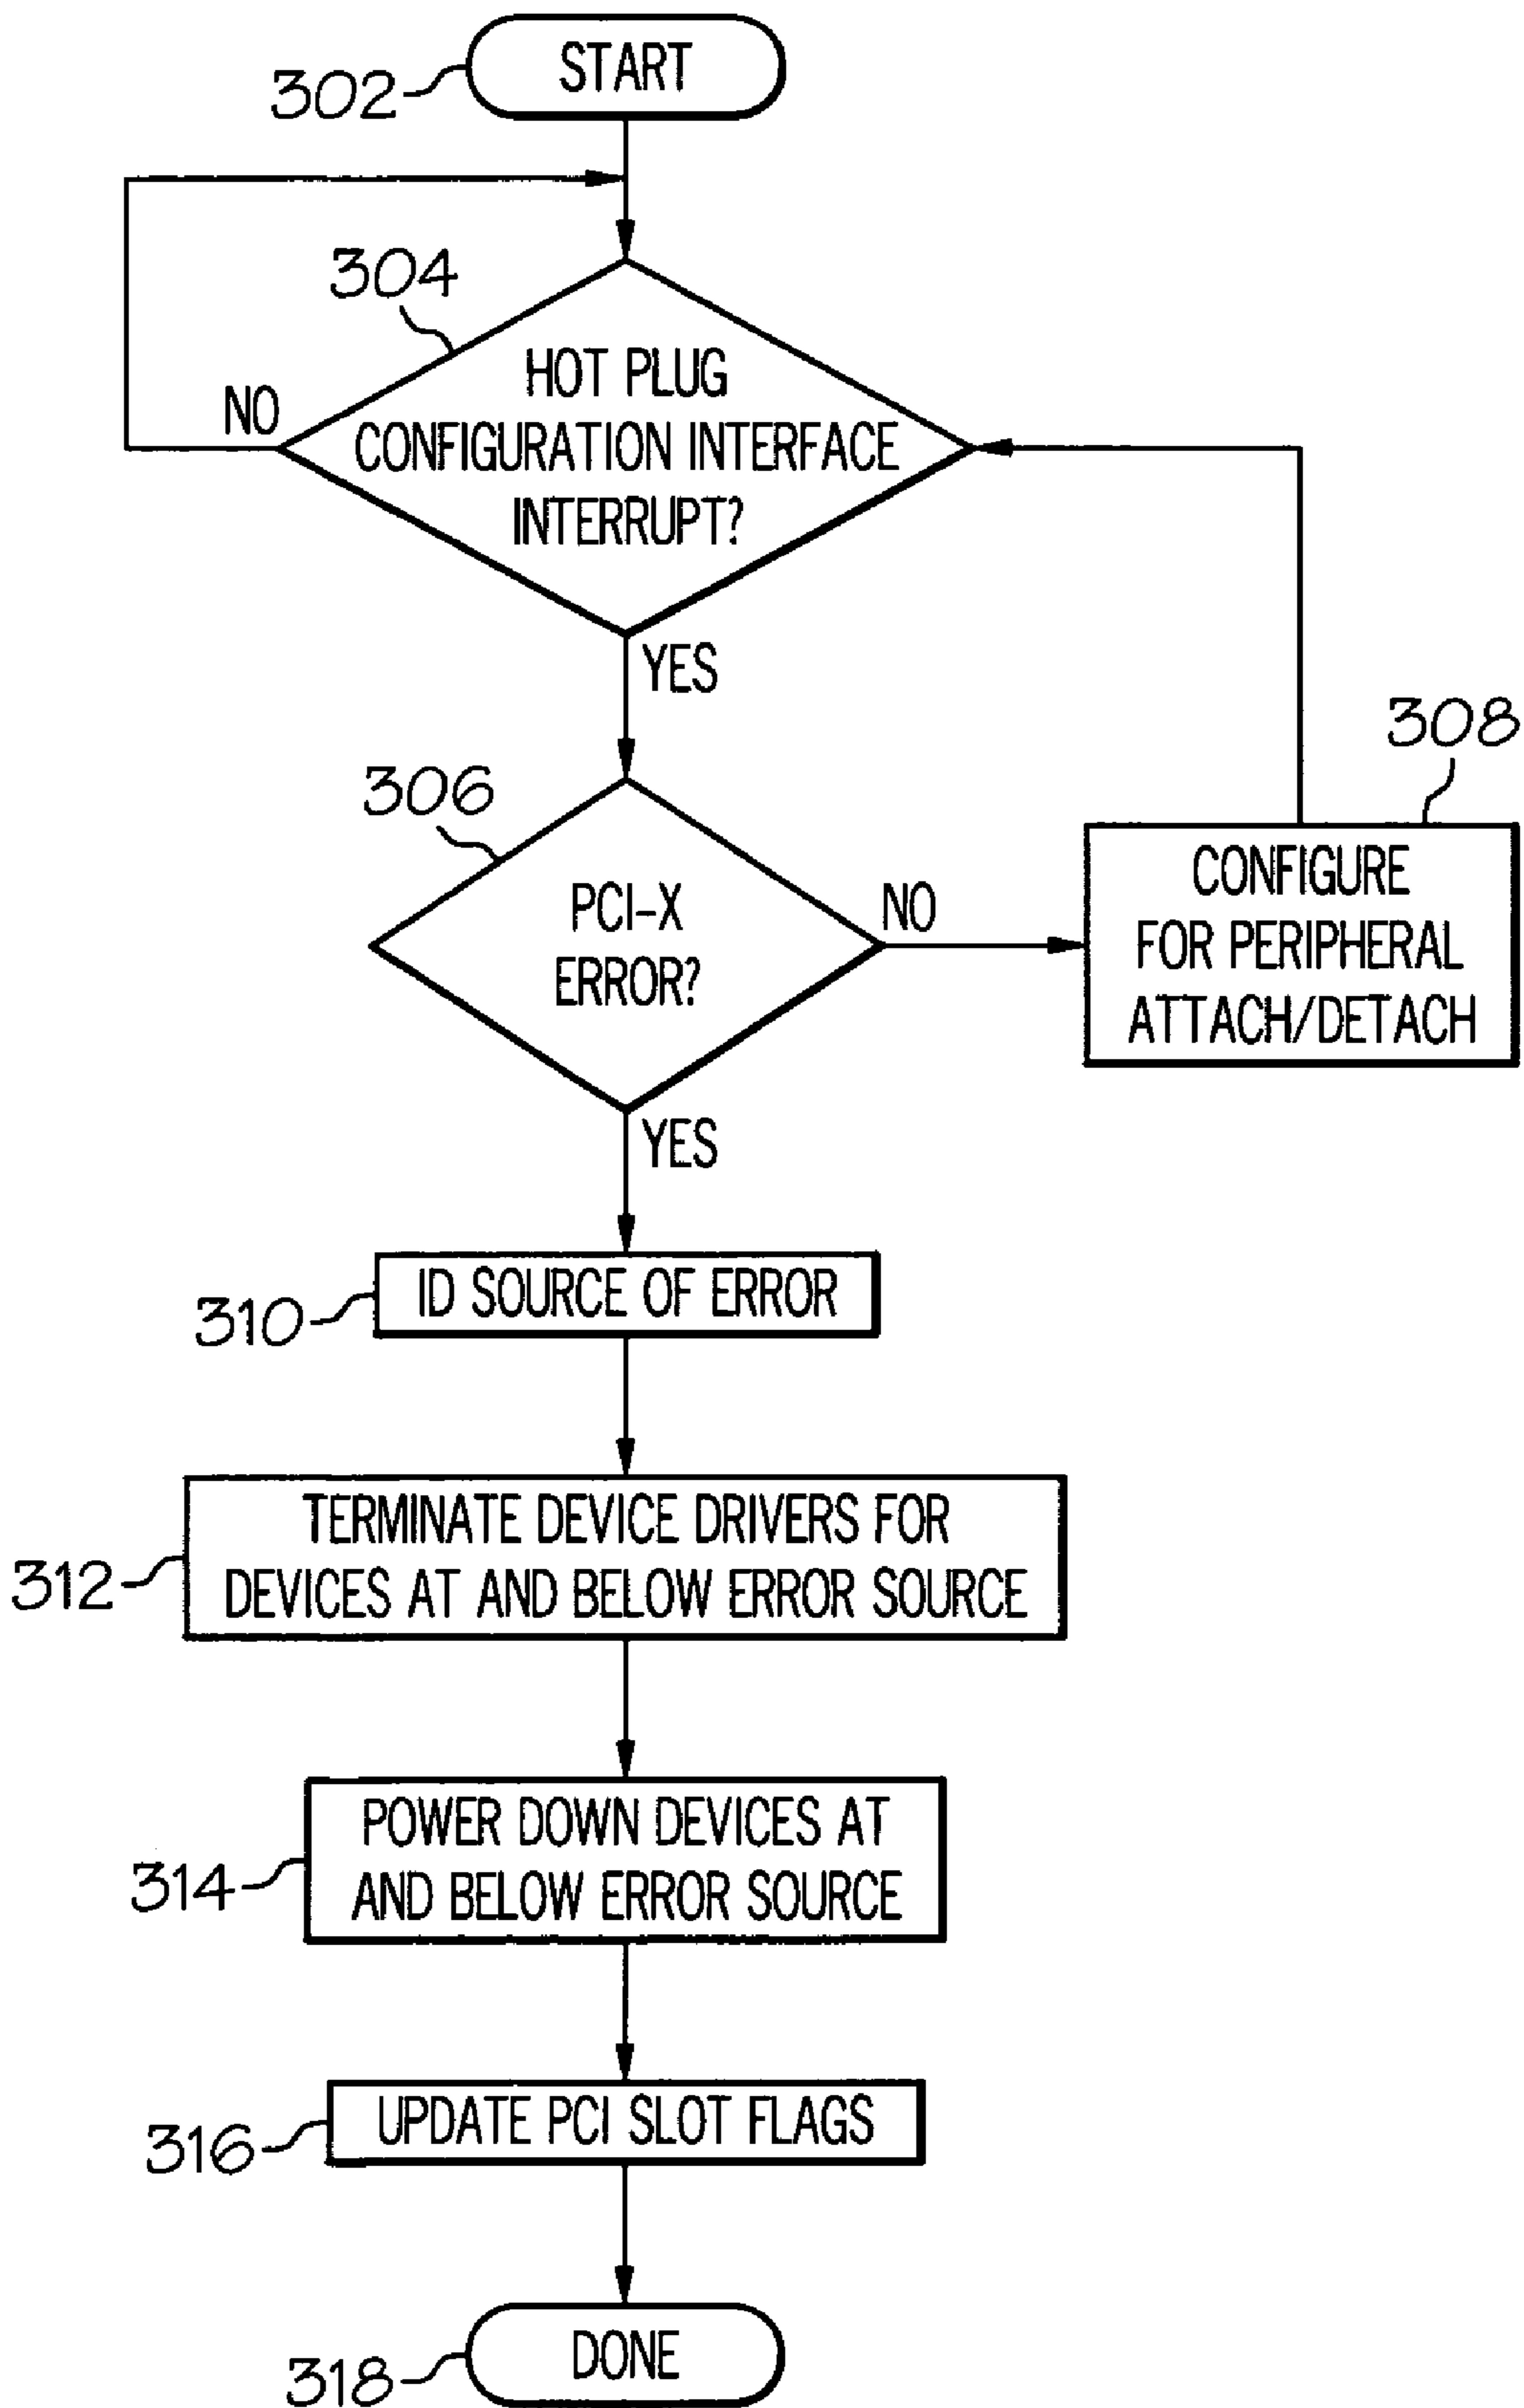 START
302
304
HOT PLUG
CONFIGURATION INTERFACE
INTERRUPT?
NO
YES
308
306
PCI-X
ERROR?
NO
CONFIGURE
FOR PERIPHERAL
ATTACH/DETACH
YES
ID SOURCE OF ERROR
310
TERMINATE DEVICE DRIVERS FOR
DEVICES AT AND BELOW ERROR SOURCE
312
POWER DOWN DEVICES AT
AND BELOW ERROR SOURCE
314
UPDATE PCI SLOT FLAGS
316
DONE
318